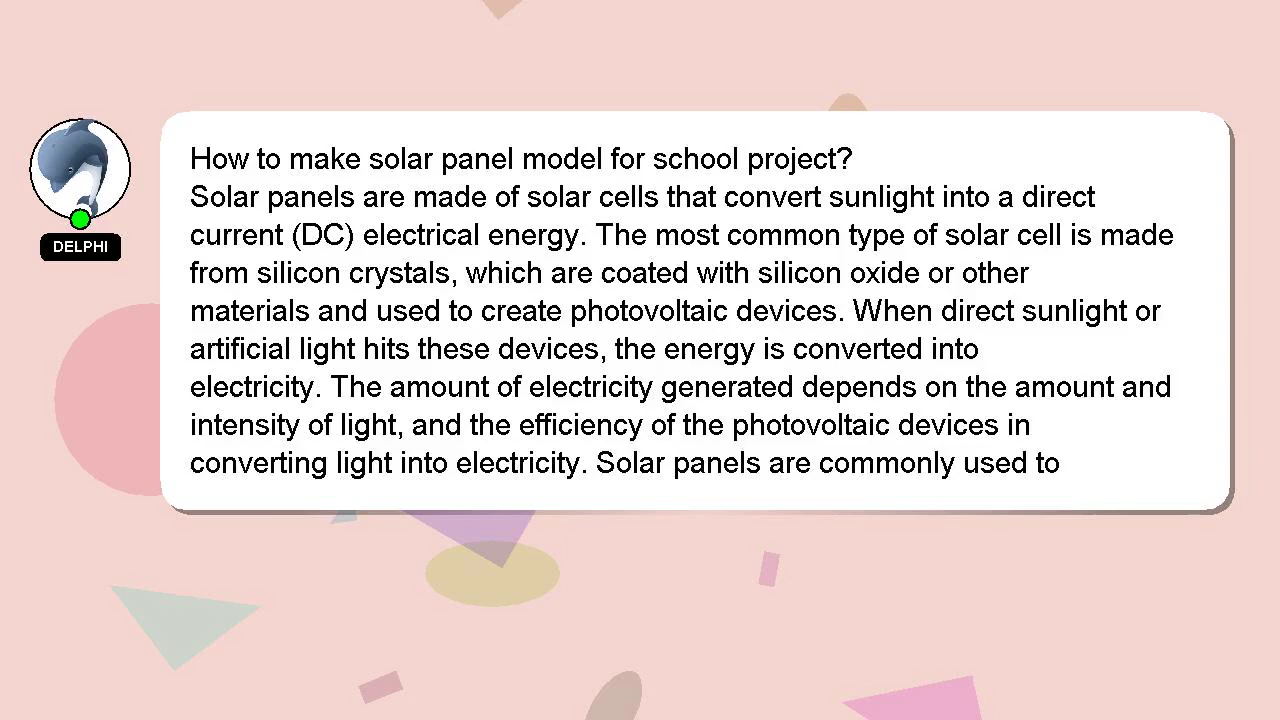 How to make solar panel model for school project?
Solar panels are made of solar cells that convert sunlight into a direct
current (DC) electrical energy. The most common type of solar cell is made
from silicon crystals, which are coated with silicon oxide or other
materials and used to create photovoltaic devices. When direct sunlight or
artificial light hits these devices, the energy is converted into
electricity. The amount of electricity generated depends on the amount and
intensity of light, and the efficiency of the photovoltaic devices in
converting light into electricity. Solar panels are commonly used to
DELPHI